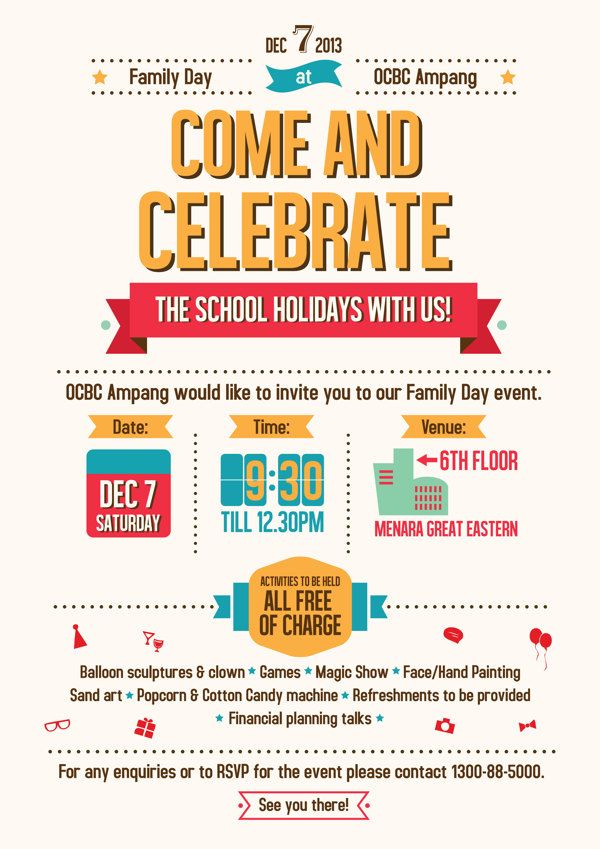 DEC 7 2013
Family Day at OCBC Ampang
COME AND
CELEBRATE
THE SCHOOL HOLIDAYS WITH US!
OCBC Ampang would like to invite you to our Family Day event.
Date:
DEC 7
SATURDAY
Time:
9:30
TILL 12.30PM
Venue:
6TH FLOOR
MENARA GREAT EASTERN
ACTIVITIES TO BE HELD
ALL FREE
OF CHARGE
Balloon sculptures & clown ★ Games ★ Magic Show ★ Face/Hand Painting
Sand art ★ Popcorn & Cotton Candy machine ★ Refreshments to be provided
★ Financial planning talks ★
For any enquiries or to RSVP for the event please contact 1300-88-5000.
See you there!